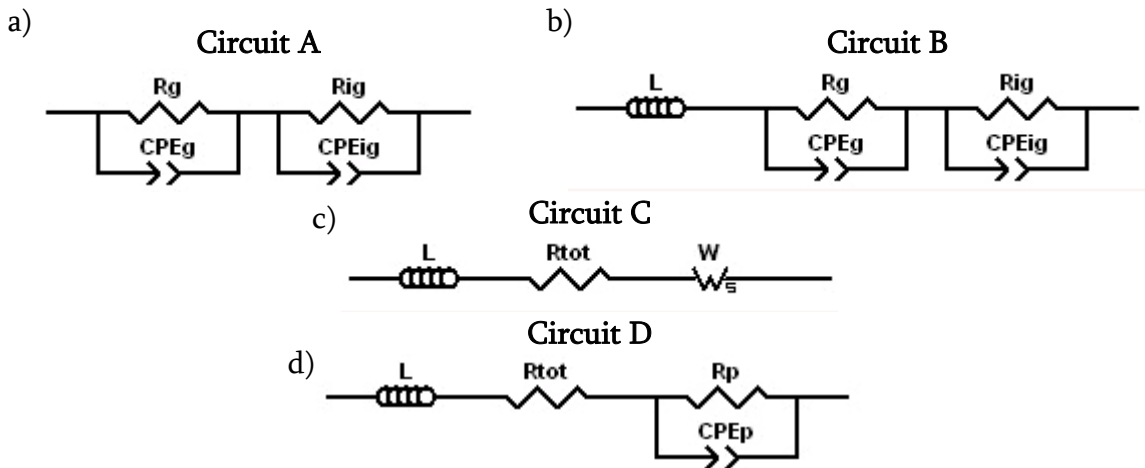 a)
Circuit A
Rg Rig
CPEg CPEig
b)
Circuit B
L Rg Rig
CPEg CPEig
c)
Circuit C
L Rtot W
s
d)
Circuit D
L Rtot Rp
CPEp